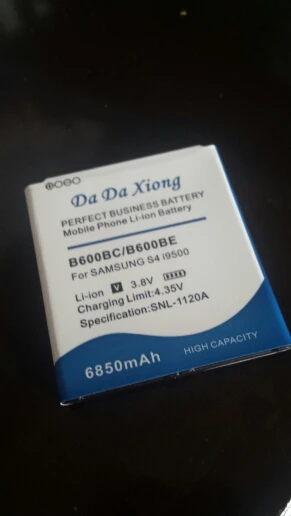 Da Da Xiong
PERFECT BUSINESS BATTERY
Mobile Phone Li-ion Battery
B600BC/B600BE
For SAMSUNG S4 i9500
Li-ion V 3.8V
Charging Limit:4.35V
Specification:SNL-1120A
6850mAh
HIGH CAPACITY